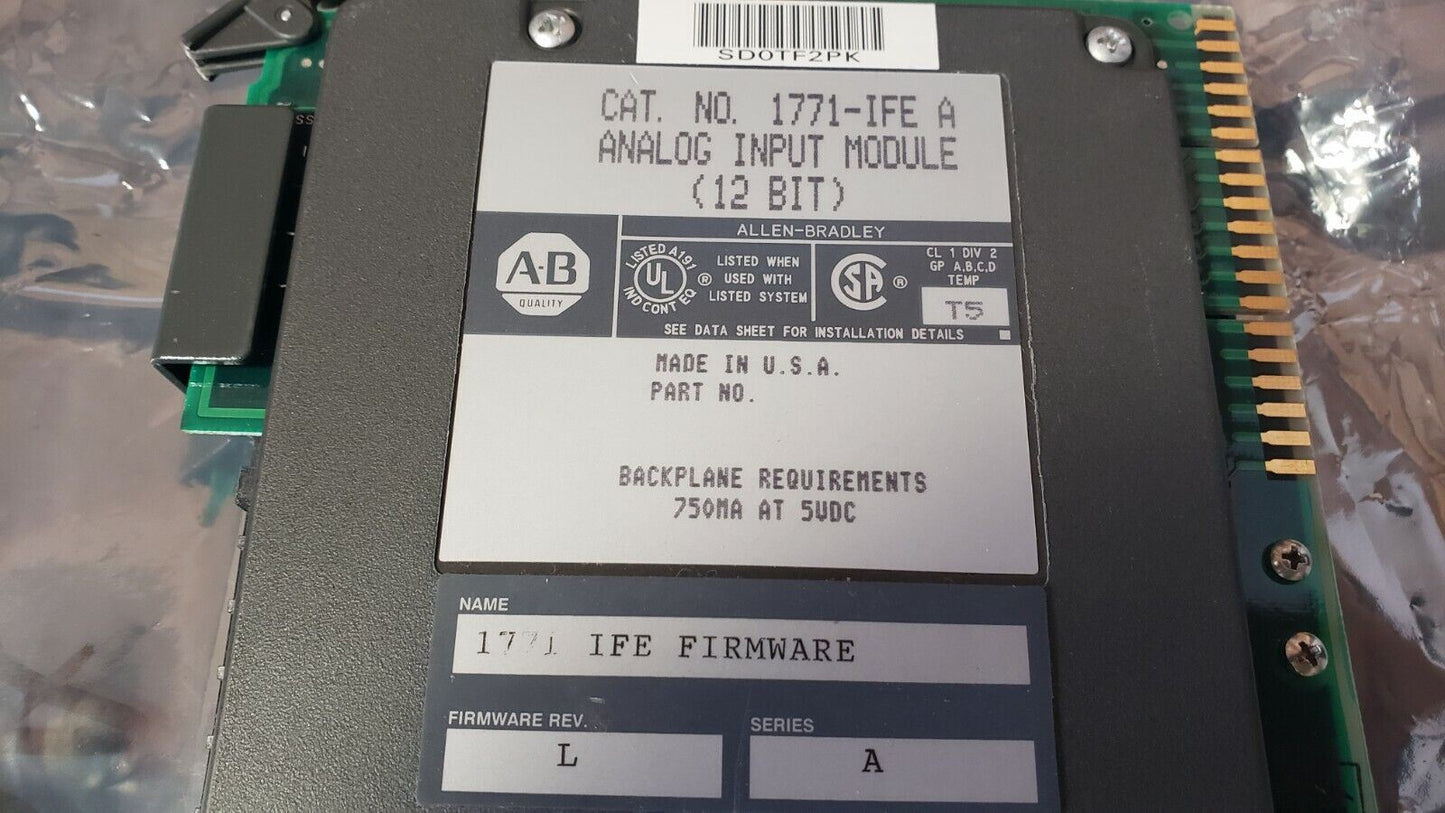 SD0TF2PK
CAT. NO. 1771-IFE A
ANALOG INPUT MODULE
(12 BIT)
ALLEN-BRADLEY
A-B
QUALITY
LISTED A191
UL
IND CONT EQ
®
LISTED WHEN
USED WITH
LISTED SYSTEM
SA
®
CL 1 DIV 2
GP A,B,C,D
TEMP
T5
SEE DATA SHEET FOR INSTALLATION DETAILS
MADE IN U.S.A.
PART NO.
BACKPLANE REQUIREMENTS
750MA AT 5VDC
NAME
1771 IFE FIRMWARE
FIRMWARE REV.
L
SERIES
A